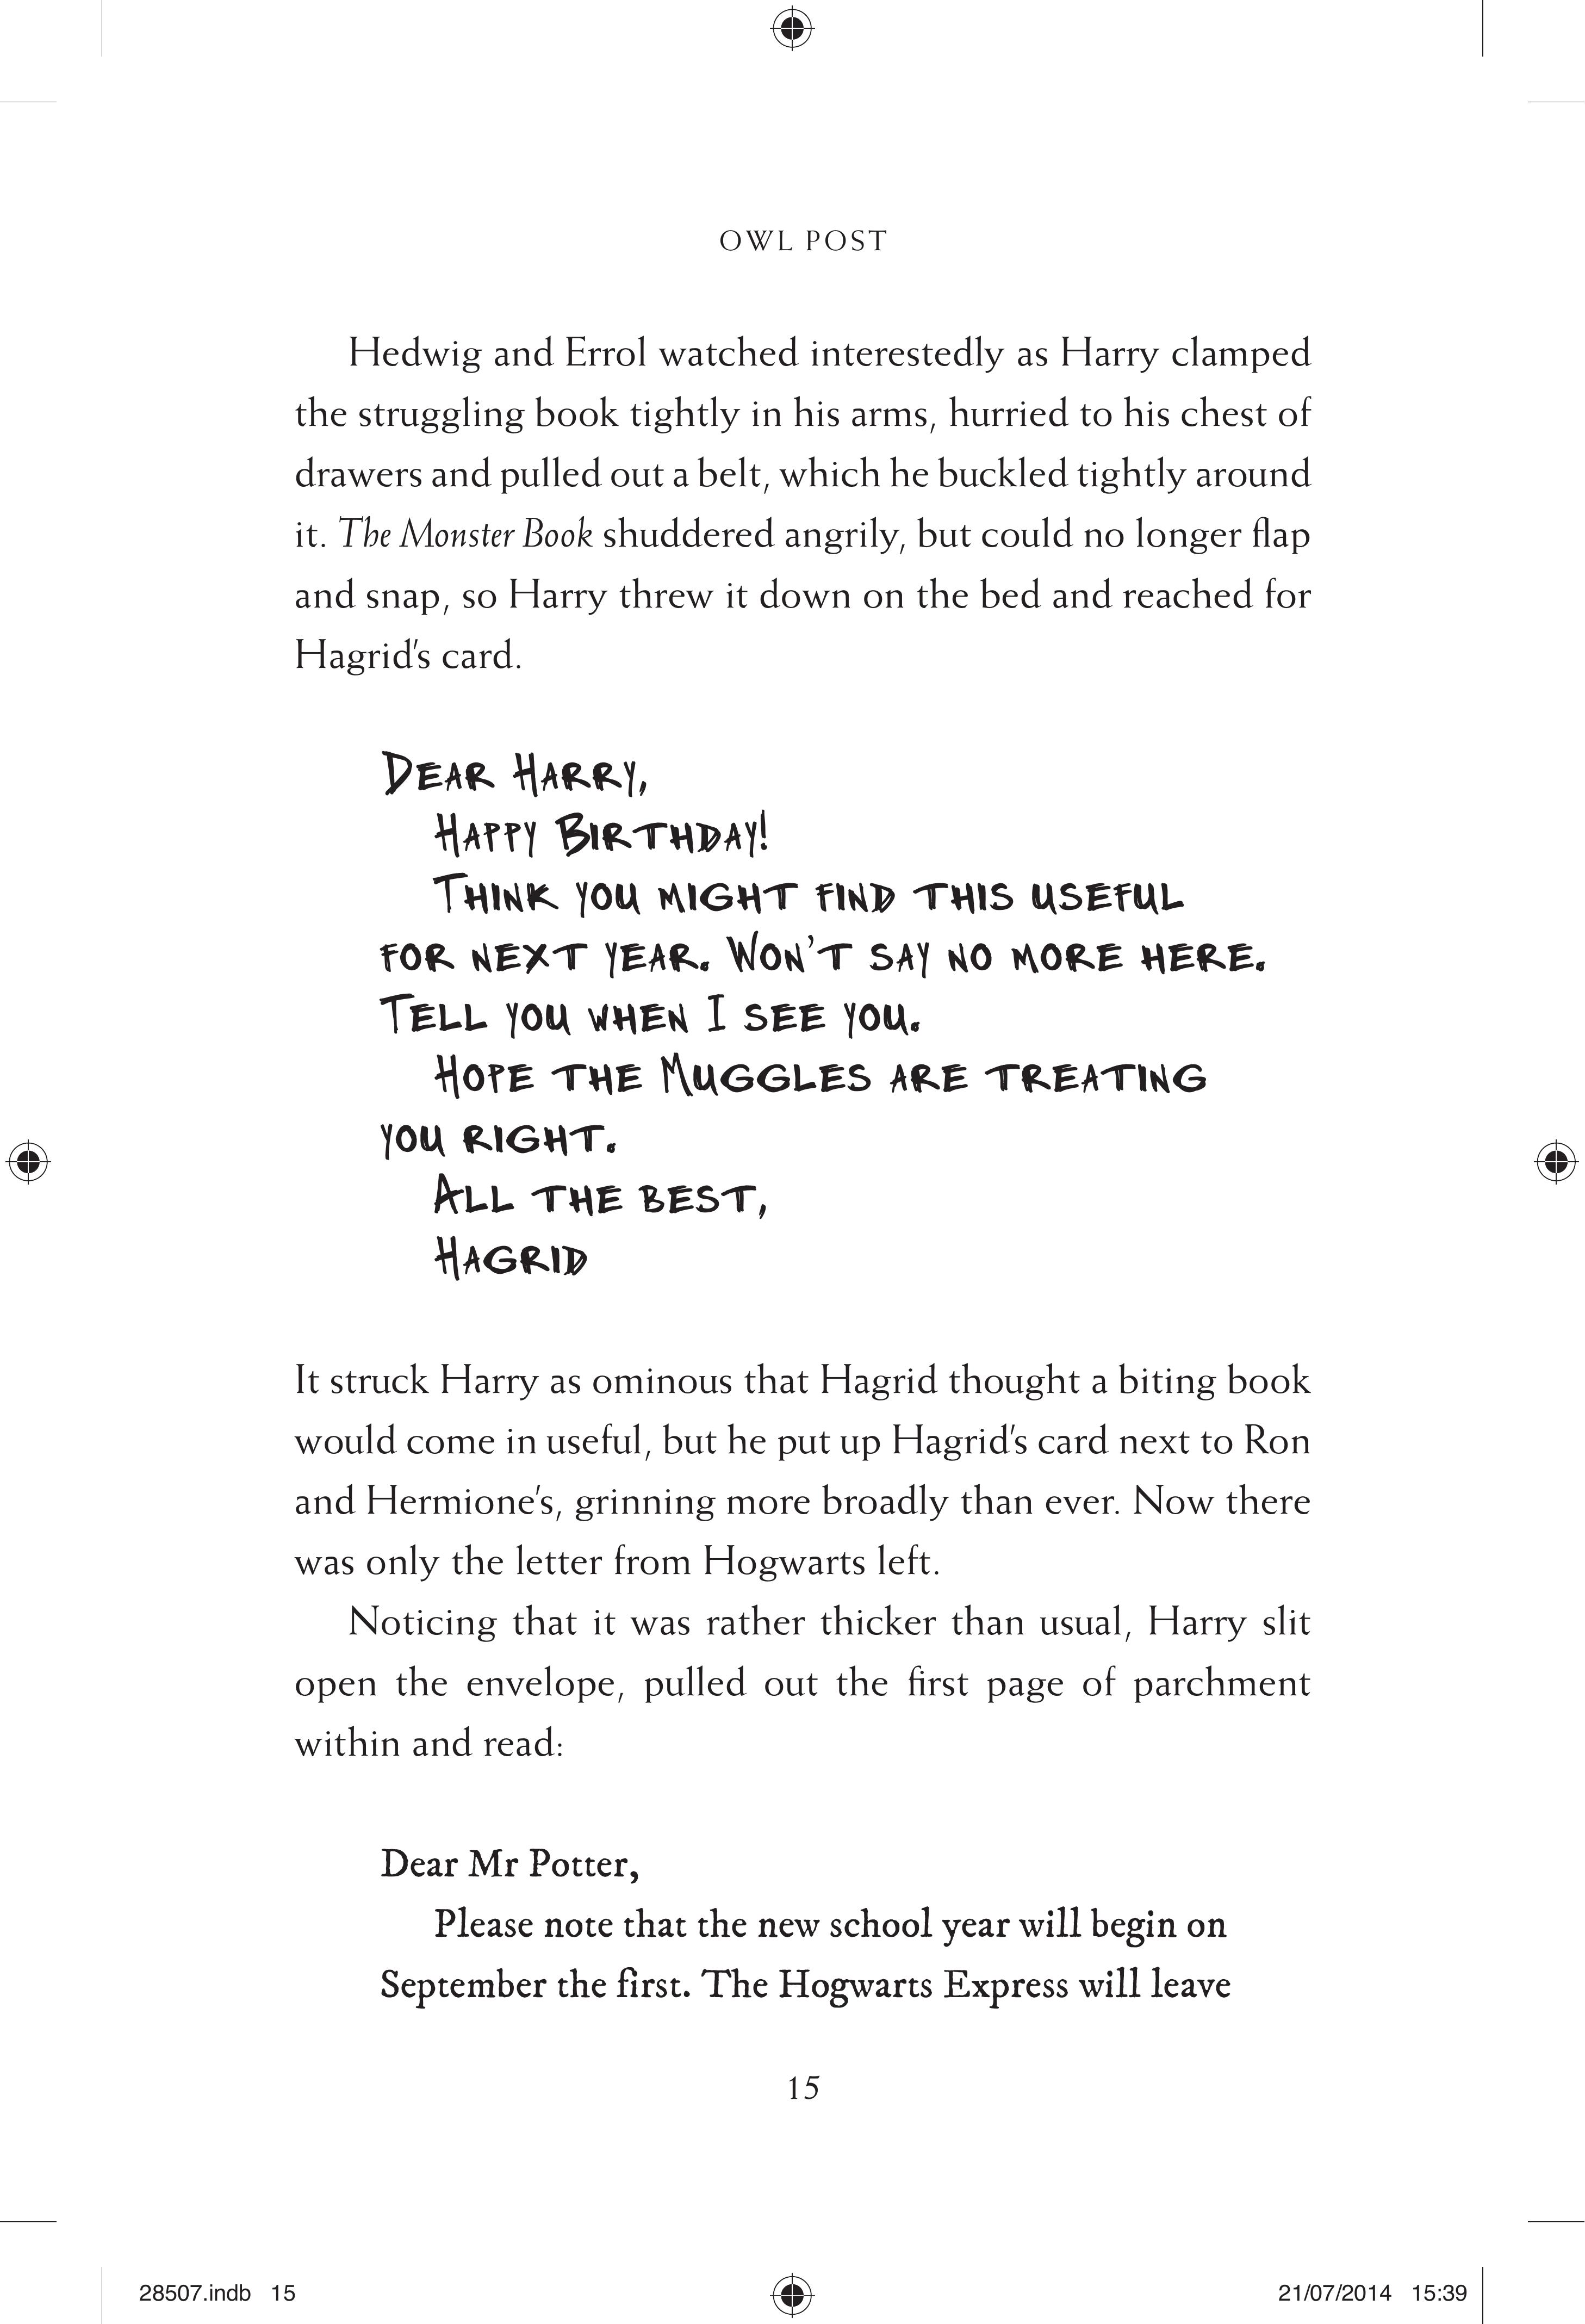 OWL POST
Hedwig and Errol watched interestedly as Harry clamped
the struggling book tightly in his arms, hurried to his chest of
drawers and pulled out a belt, which he buckled tightly around
it. The Monster Book shuddered angrily, but could no longer flap
and snap, so Harry threw it down on the bed and reached for
Hagrid's card.
Dear Harry,
Happy Birthday!
Think you might find this useful
for next year. Won't say no more here.
Tell you when I see you.
Hope the Muggles are treating
you right.
All the best,
Hagrid
It struck Harry as ominous that Hagrid thought a biting book
would come in useful, but he put up Hagrid's card next to Ron
and Hermione's, grinning more broadly than ever. Now there
was only the letter from Hogwarts left.
Noticing that it was rather thicker than usual, Harry slit
open the envelope, pulled out the first page of parchment
within and read:
Dear Mr Potter,
Please note that the new school year will begin on
September the first. The Hogwarts Express will leave
15
28507.indb 15 21/07/2014 15:39